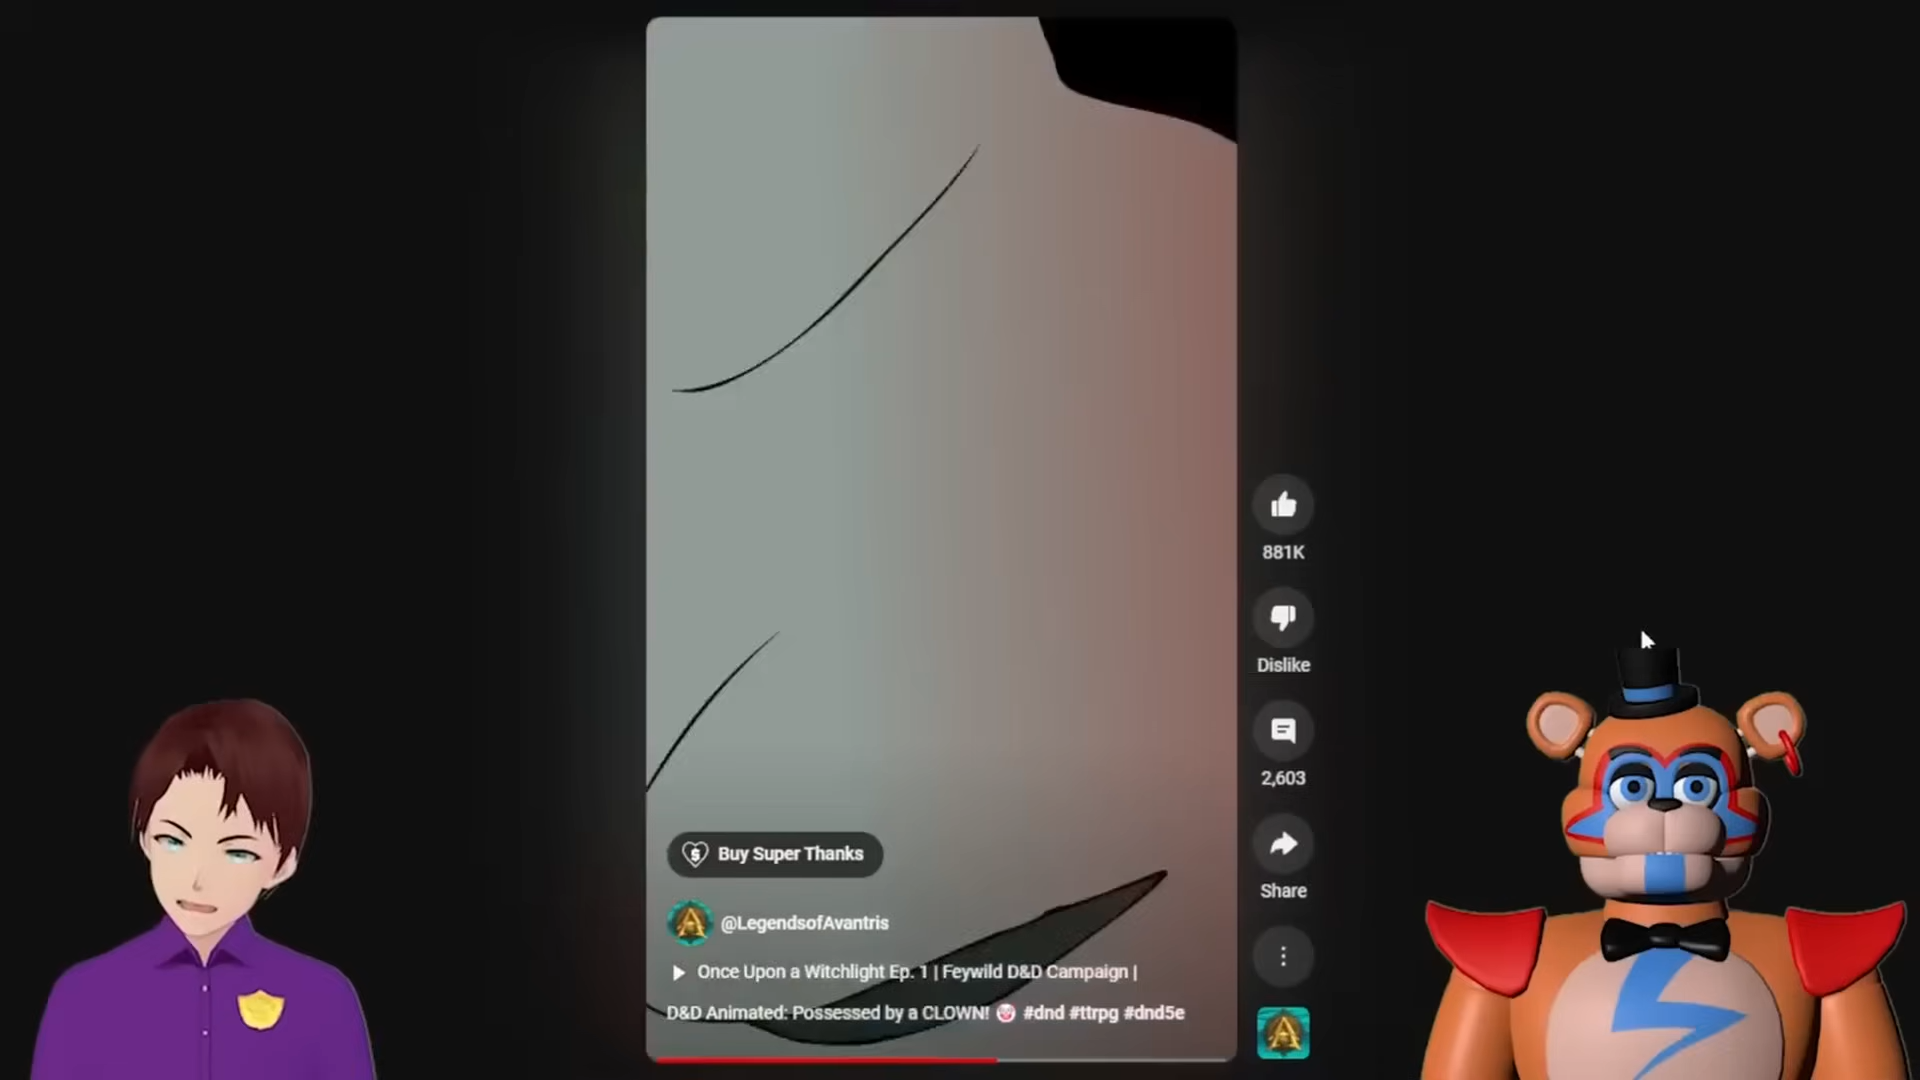 881K
Dislike
2,603
Share
Buy Super Thanks
@LegendsofAvantris
Once Upon a Witchlight Ep. 1 | Feywild D&D Campaign |
D&D Animated: Possessed by a CLOWN! 🤡 #dnd #ttrpg #dnd5e